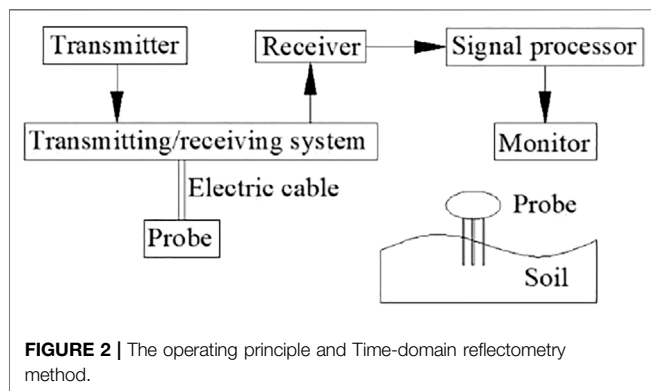 Transmitter
Receiver
Signal processor
Transmitting/receiving system
Monitor
Electric cable
Probe
Probe
Soil
FIGURE 2 | The operating principle and Time-domain reflectometry
method.